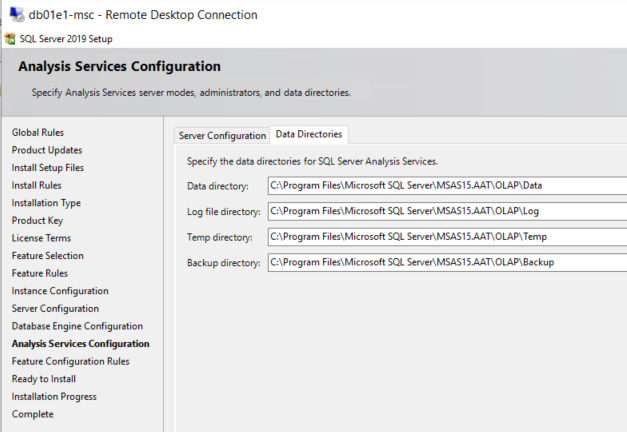 db01e1-msc - Remote Desktop Connection
SQL Server 2019 Setup
Analysis Services Configuration
Specify Analysis Services server modes, administrators, and data directories.
Global Rules
Product Updates
Install Setup Files
Install Rules
Installation Type
Product Key
License Terms
Feature Selection
Feature Rules
Instance Configuration
Server Configuration
Database Engine Configuration
Analysis Services Configuration
Feature Configuration Rules
Ready to Install
Installation Progress
Complete
Server Configuration Data Directories
Specify the data directories for SQL Server Analysis Services.
Data directory: C:\Program Files\Microsoft SQL Server\MSAS15.AAT\OLAP\Data
Log file directory: C:\Program Files\Microsoft SQL Server\MSAS15.AAT\OLAP\Log
Temp directory: C:\Program Files\Microsoft SQL Server\MSAS15.AAT\OLAP\Temp
Backup directory: C:\Program Files\Microsoft SQL Server\MSAS15.AAT\OLAP\Backup